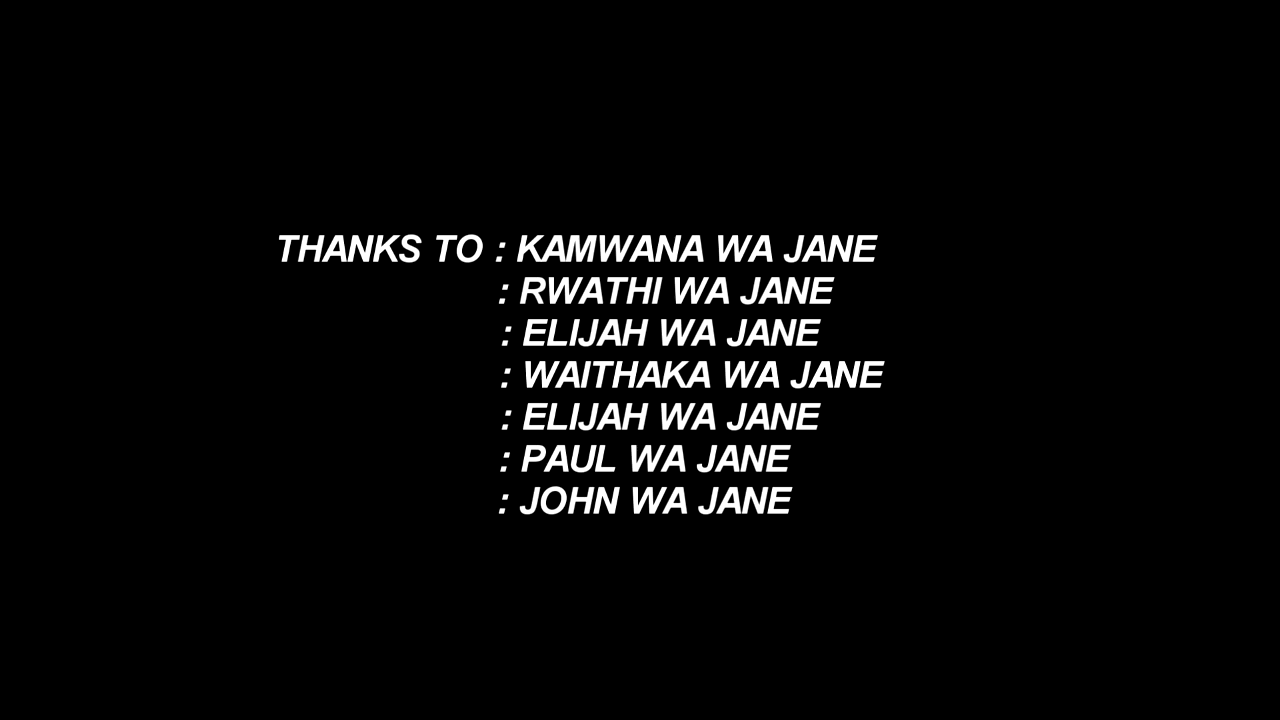 THANKS TO : KAMWANA WA JANE
: RWATHI WA JANE
: ELIJAH WA JANE
: WAITHAKA WA JANE
: ELIJAH WA JANE
: PAUL WA JANE
: JOHN WA JANE